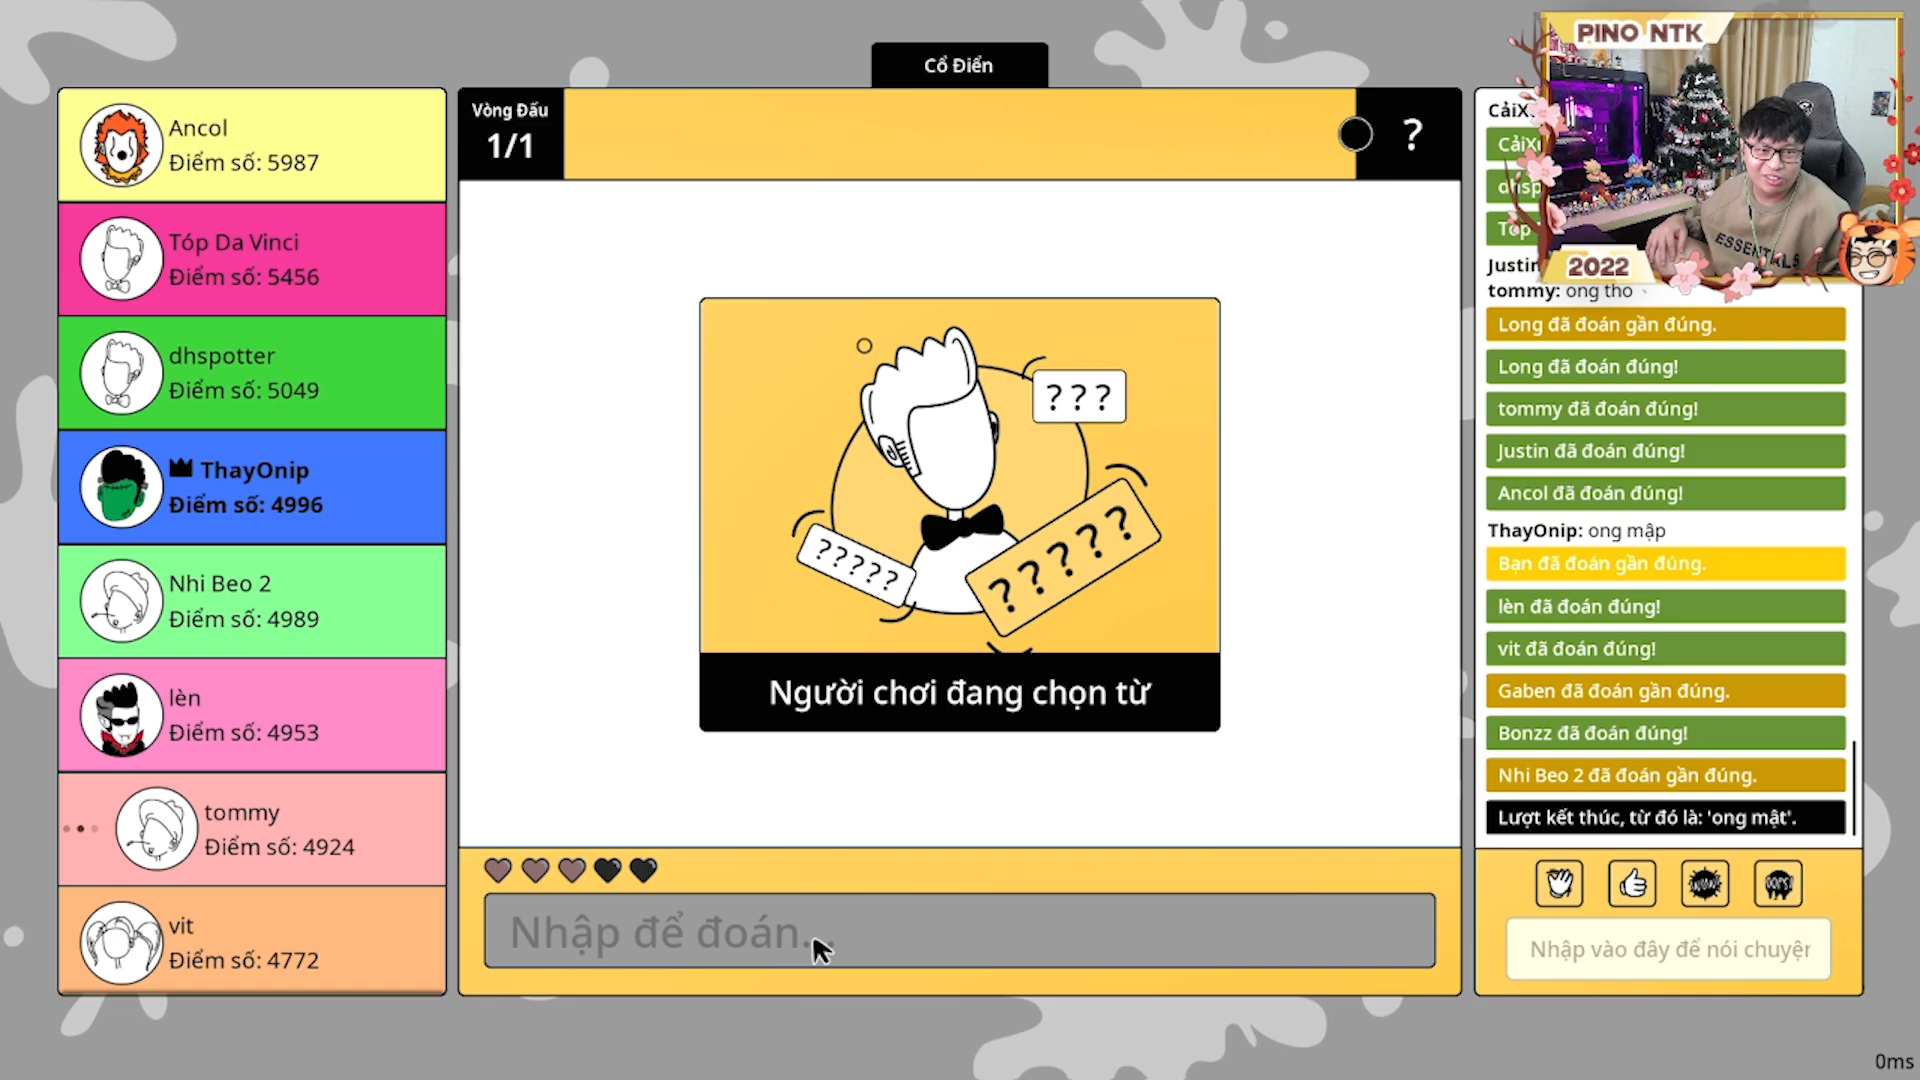 Cổ Điển
PINO NTK
Ancol
Điểm số: 5987
Tóp Da Vinci
Điểm số: 5456
dhspotter
Điểm số: 5049
ThayOnip
Điểm số: 4996
Nhi Beo 2
Điểm số: 4989
lèn
Điểm số: 4953
tommy
Điểm số: 4924
vit
Điểm số: 4772
Vòng Đấu
1/1
?
???
?????
?????
Người chơi đang chọn từ
Nhập để đoán...
ESSENTIALS
2022
Justin
tommy: ong tho
Long đã đoán gần đúng.
Long đã đoán đúng!
tommy đã đoán đúng!
Justin đã đoán đúng!
Ancol đã đoán đúng!
ThayOnip: ong mập
Bạn đã đoán gần đúng.
lèn đã đoán đúng!
vit đã đoán đúng!
Gaben đã đoán gần đúng.
Bonzz đã đoán đúng!
Nhi Beo 2 đã đoán gần đúng.
Lượt kết thúc, từ đó là: 'ong mật'.
WOW!
OOPS!
Nhập vào đây để nói chuyện
0ms